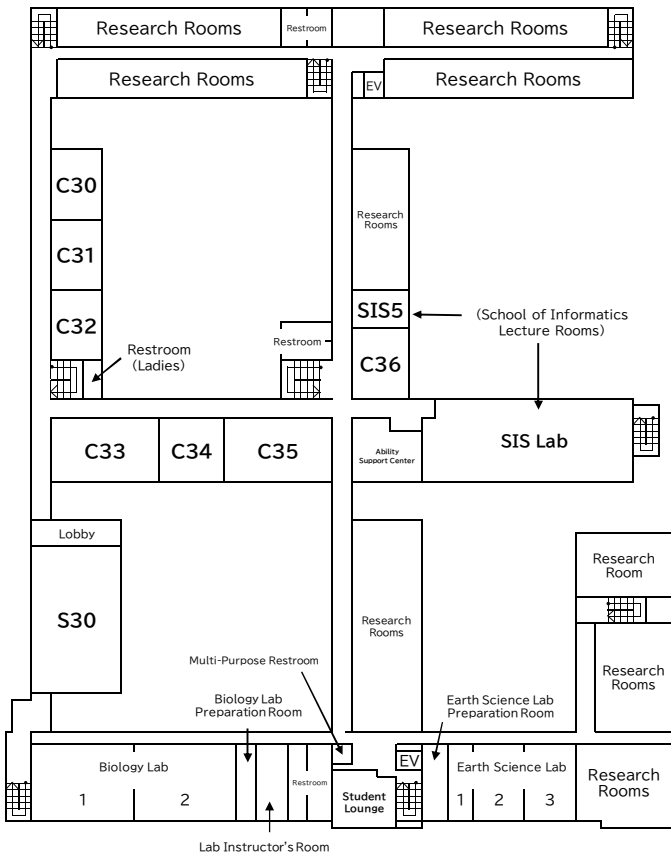 Research Rooms
Restroom
Research Rooms
Research Rooms
EV
Research Rooms
C30
C31
C32
Research
Rooms
SIS5
(School of Informatics
Lecture Rooms)
Restroom
(Ladies)
Restroom
C36
C33
C34
C35
Ability
Support Center
SIS Lab
Lobby
S30
Research
Rooms
Research
Room
Research
Rooms
Multi-Purpose Restroom
Biology Lab
Preparation Room
Earth Science Lab
Preparation Room
Biology Lab
1
2
Restroom
Student
Lounge
EV
Earth Science Lab
1
2
3
Research
Rooms
Lab Instructor's Room